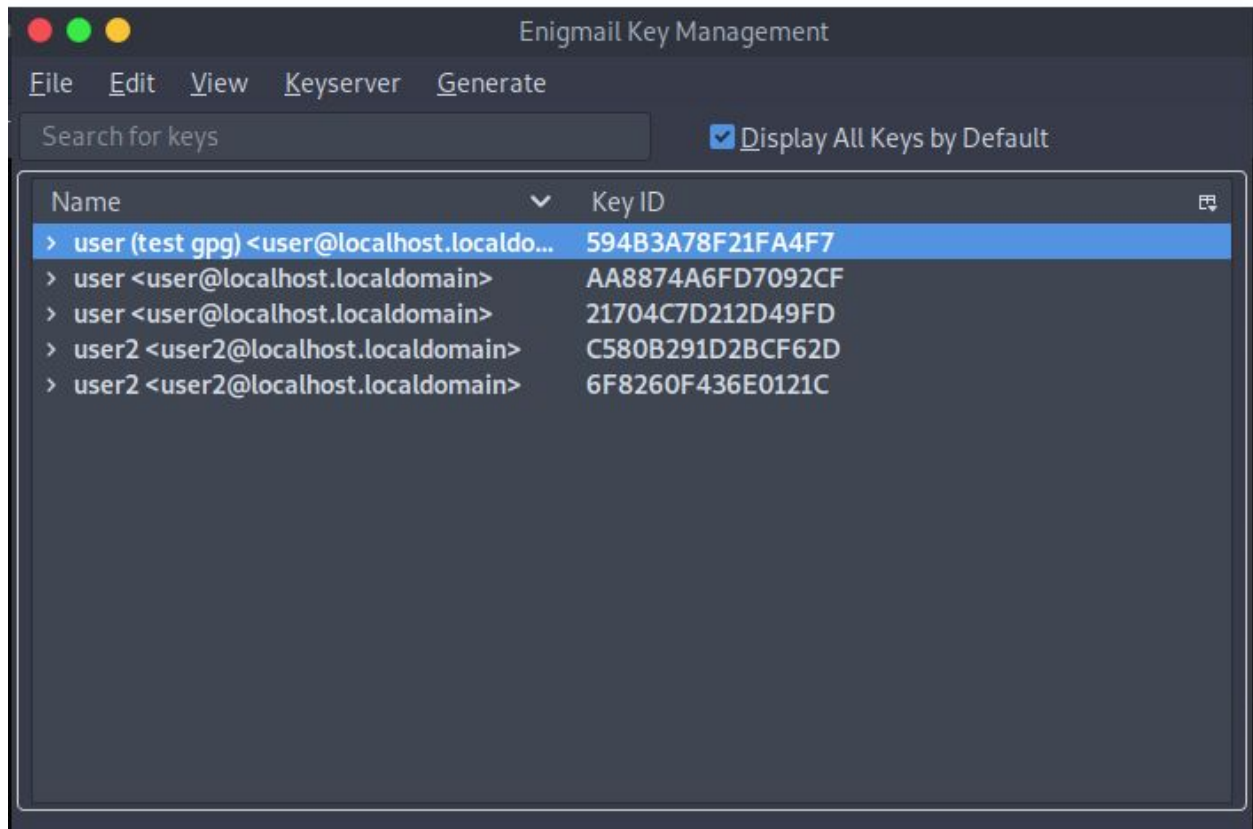 Enigmail Key Management
File Edit View Keyserver Generate
Search for keys Display All Keys by Default
Name Key ID
user (test gpg) <user@localhost.localdo... 594B3A78F21FA4F7
user <user@localhost.localdomain> AA8874A6FD7092CF
user <user@localhost.localdomain> 21704C7D212D49FD
user2 <user2@localhost.localdomain> C580B291D2BCF62D
user2 <user2@localhost.localdomain> 6F8260F436E0121C